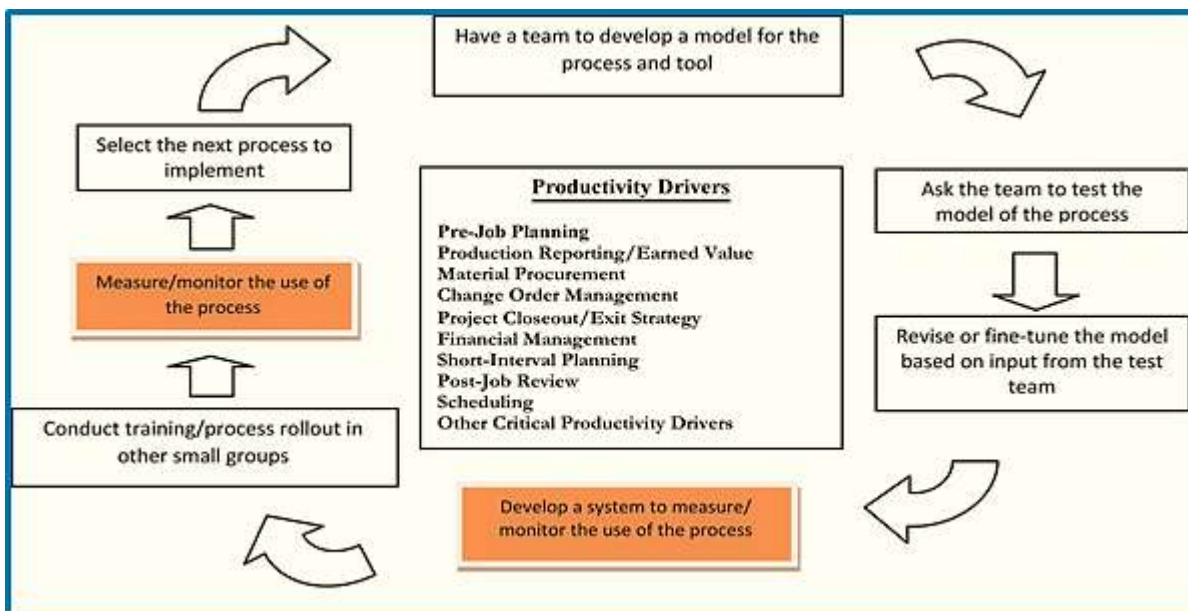 Have a team to develop a model for the
process and tool
Ask the team to test the
model of the process
Revise or fine-tune the model
based on input from the test
team
Develop a system to measure/
monitor the use of the process
Conduct training/process rollout in
other small groups
Measure/monitor the use of
the process
Select the next process to
implement
Productivity Drivers
Pre-Job Planning
Production Reporting/Earned Value
Material Procurement
Change Order Management
Project Closeout/Exit Strategy
Financial Management
Short-Interval Planning
Post-Job Review
Scheduling
Other Critical Productivity Drivers